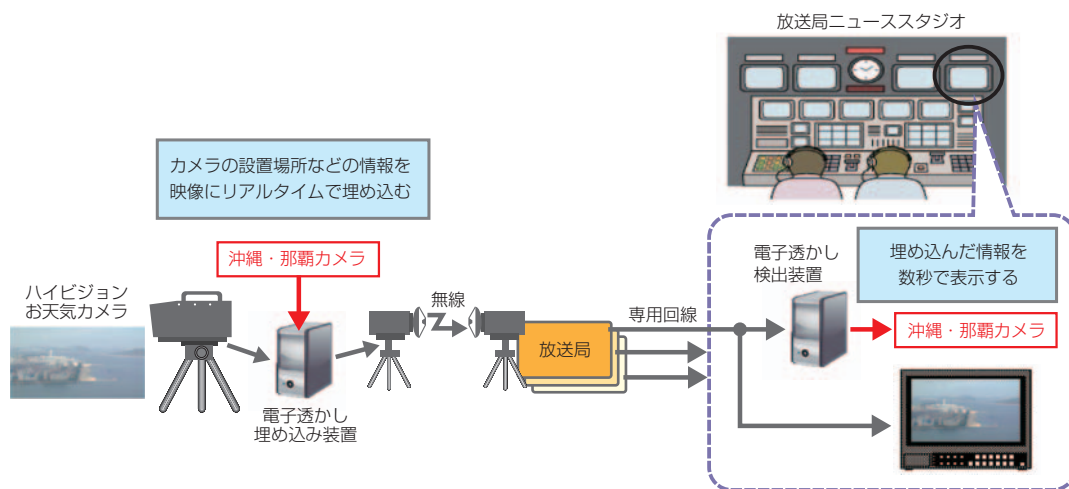 放送局ニューススタジオ
カメラの設置場所などの情報を
映像にリアルタイムで埋め込む
沖縄・那覇カメラ
ハイビジョン
お天気カメラ
電子透かし
埋め込み装置
無線
放送局
専用回線
電子透かし
検出装置
埋め込んだ情報を
数秒で表示する
沖縄・那覇カメラ